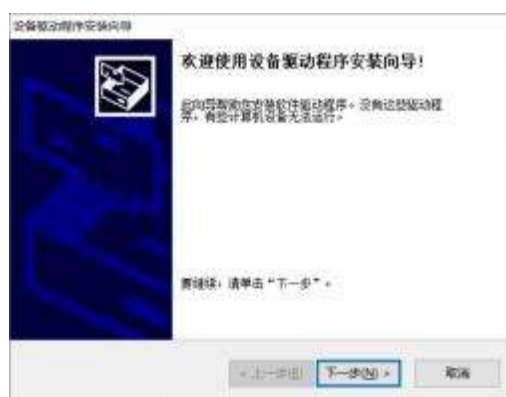 设备驱动程序安装向导
欢迎使用设备驱动程序安装向导!
此向导帮助您安装软件驱动程序。没有这些驱动程
序,有些计算机设备无法运行。
要继续,请单击“下一步”。
< 上一步(B)
下一步(N) >
取消